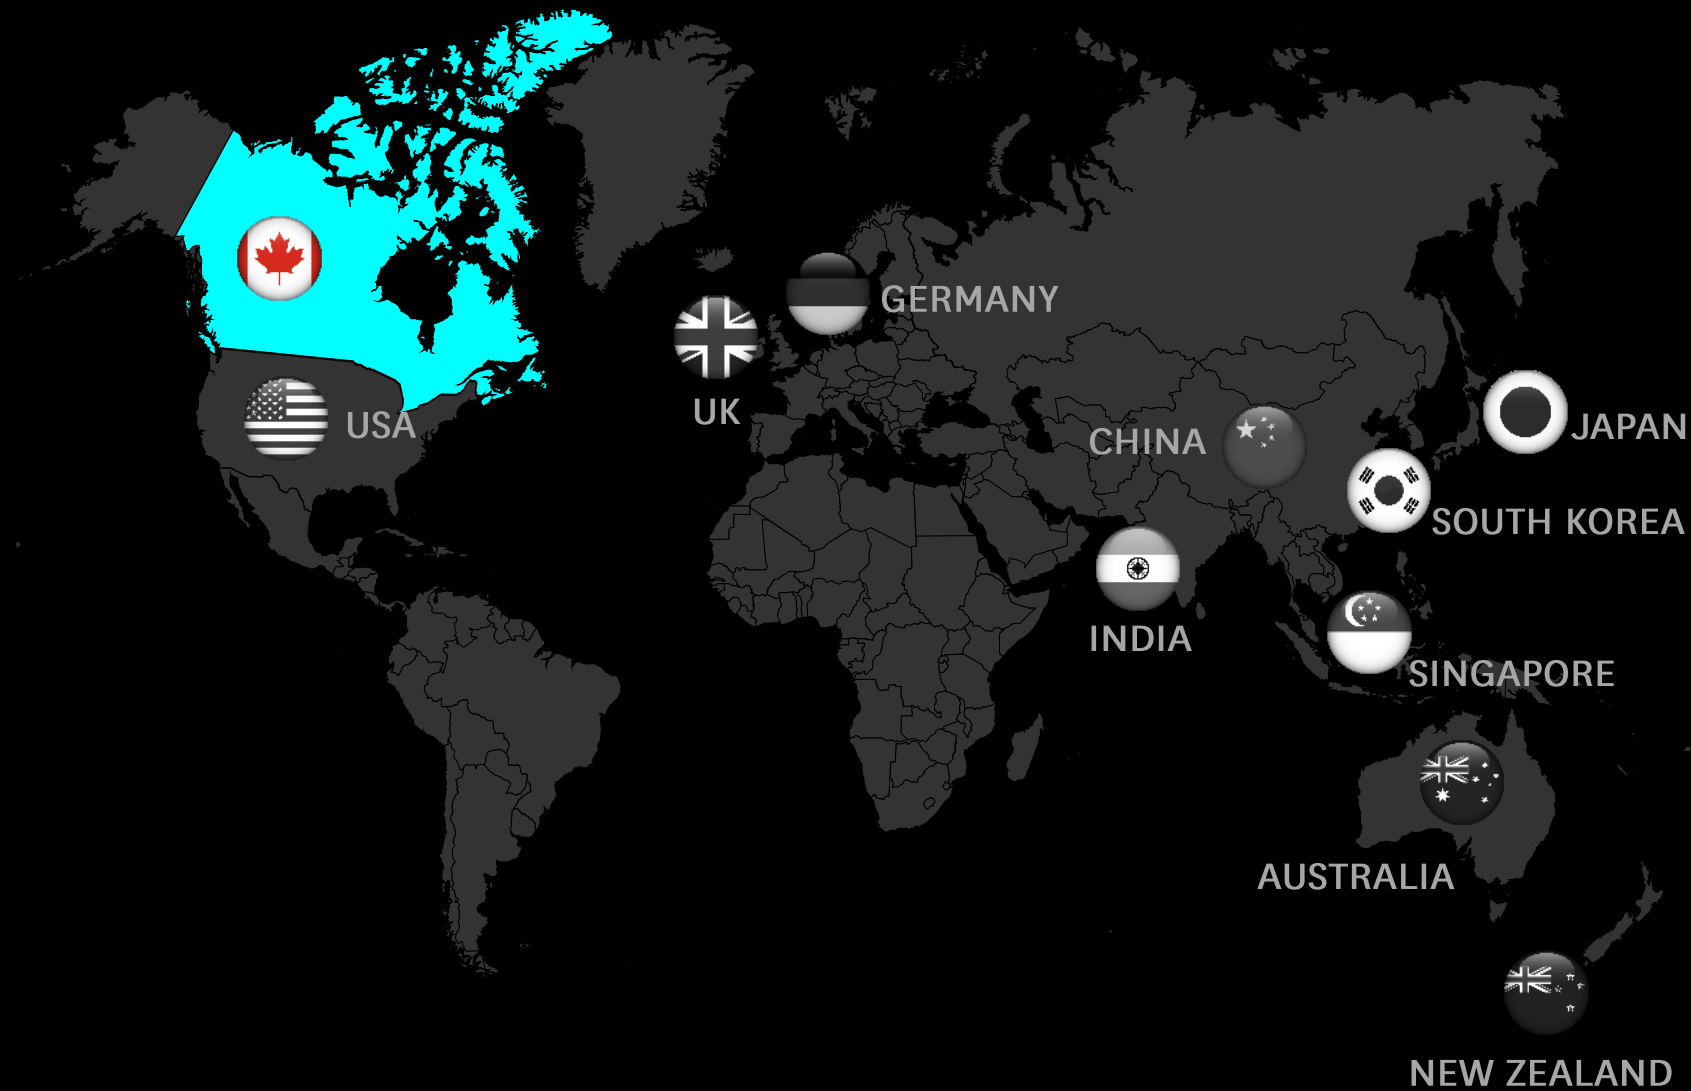 GERMANY
UK
USA
CHINA
JAPAN
SOUTH KOREA
INDIA
SINGAPORE
AUSTRALIA
NEW ZEALAND